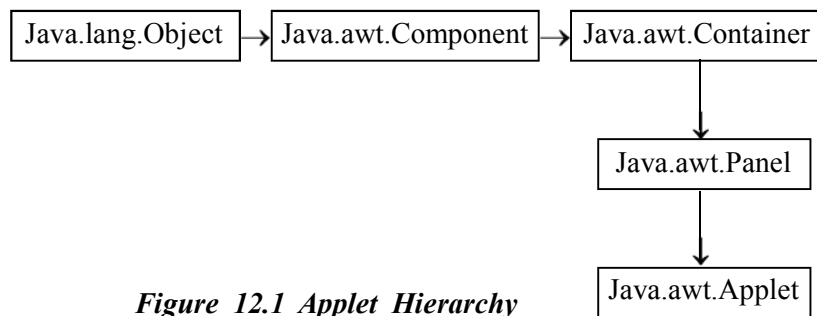 Java.lang.Object
Java.awt.Component
Java.awt.Container
Java.awt.Panel
Java.awt.Applet
Figure 12.1 Applet Hierarchy